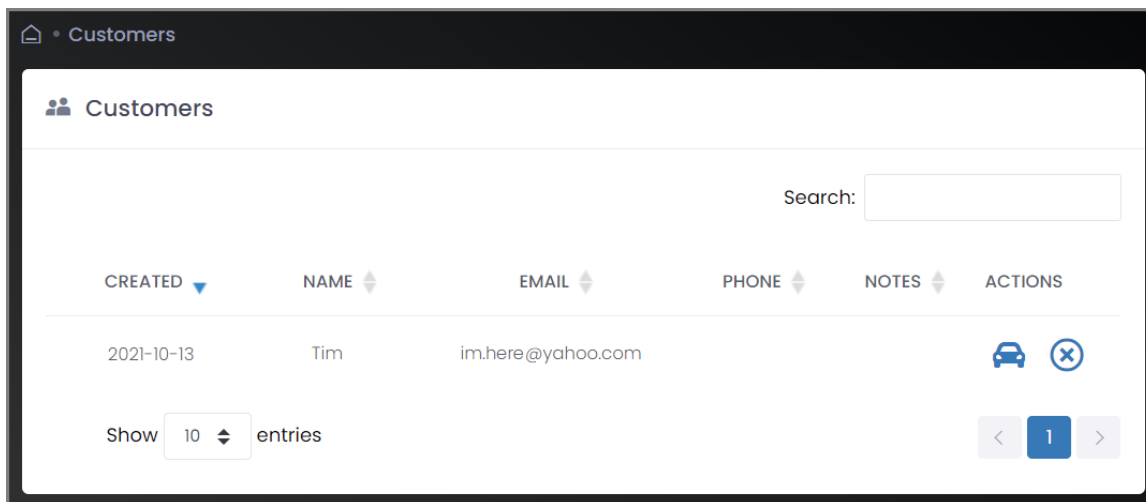 Customers
Customers
Search:
CREATED NAME EMAIL PHONE NOTES ACTIONS
2021-10-13 Tim im.here@yahoo.com
Show 10 entries
< 1 >